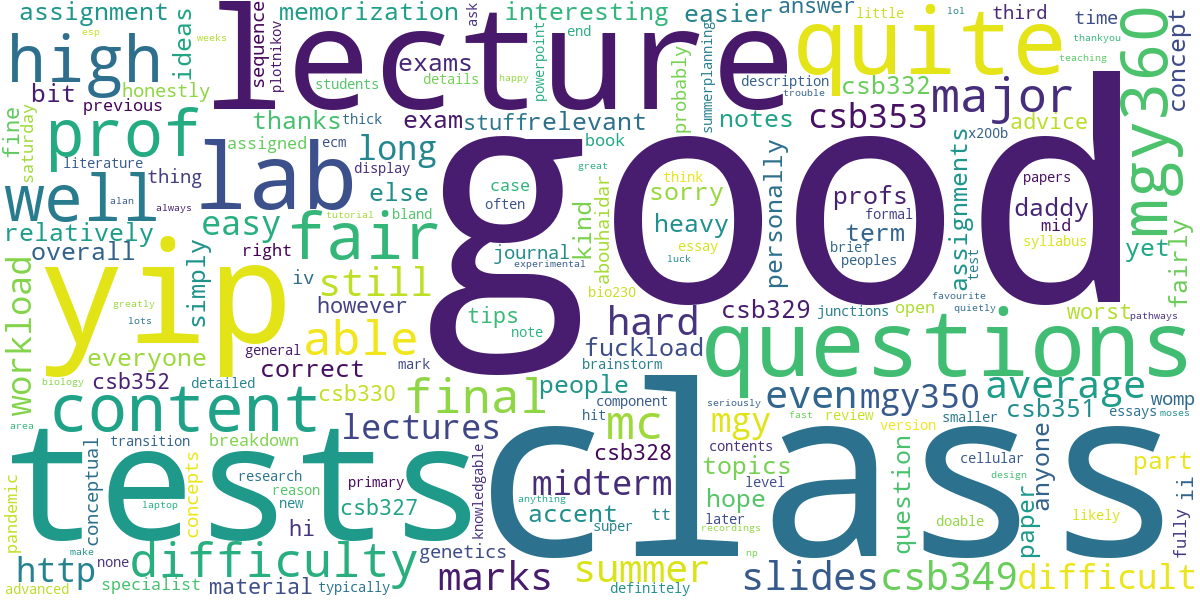 assignment
memorization
interesting
easier
answer
little
lol
third
ask
time
thankyou
esp
weeks
high
ideas
sequence
plotnikov
lecture
exams
details
students
end
powerpoint
happy
quite
teaching
bit
previous
honestly
probably
summer
planning
description
trouble
csb332
major
mgy360
concept
fine
saturday
prof
thanks
thick
exam
stuff
relevant
notes
csb353
advice
assigned
ecm
long
book
x200b
literature
thing
display
great
lab
well
alan
always
else
case
often
think
sorry
personally
profs
formal
papers
daddy
mid
syllabus
assignments
test
relatively
easy
tutorial
bland
fair
good
kind
abouhaidar
heavy
essay
luck
term
brief
peoples
yet
fairly
overall
right
journal
experimental
workload
yip
simply
iv
still
however
bio230
csb329
junctions
open
favourite
quietly
worst
pathways
greatly
lots
tips
note
hard
questions
able
general
mark
fuckload
brainstorm
everyone
correct
biology
csb352
detailed
csb330
final
people
component
hit
seriously
even
mgy350
average
womp
area
content
class
mc
mgy
fast
review
version
smaller
csb351
essays
moses
lectures
tests
transition
breakdown
conceptual
concepts
research
reason
new
laptop
primary
csb327
knowledgable
midterm
anything
csb328
contents
topics
level
hope
later
recordings
question
cellular
design
doable
paper
anyone
part
likely
fully
ii
pandemic
hi
accent
tt
super
np
make
none
http
difficulty
genetics
advanced
specialist
material
typically
marks
summer
definitely
slides
csb349
difficult